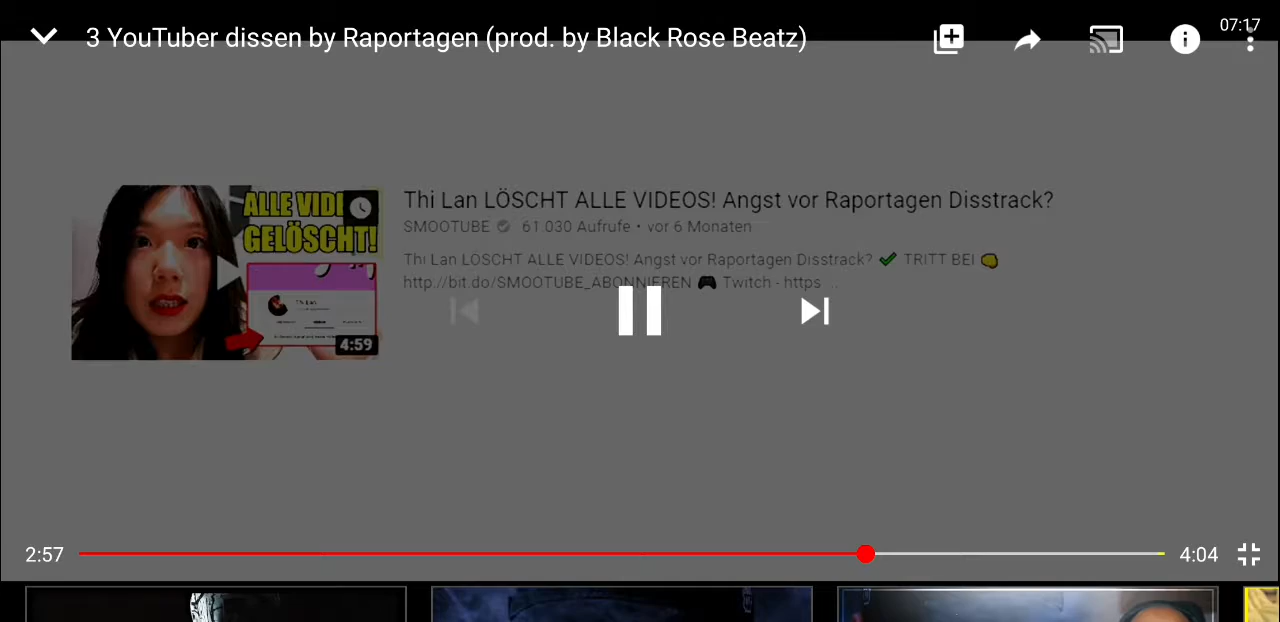 3 YouTuber dissen by Raportagen (prod. by Black Rose Beatz)
07:17
ALLE VIDE
GELÖSCHT!
4:59
Thi Lan LÖSCHT ALLE VIDEOS! Angst vor Raportagen Disstrack?
SMOOTUBE 61.030 Aufrufe • vor 6 Monaten
Thi Lan LÖSCHT ALLE VIDEOS! Angst vor Raportagen Disstrack? ✔ TRITT BEI
http://bit.do/SMOOTUBE_ABONNIEREN 🎮 Twitch - https ...
2:57
4:04